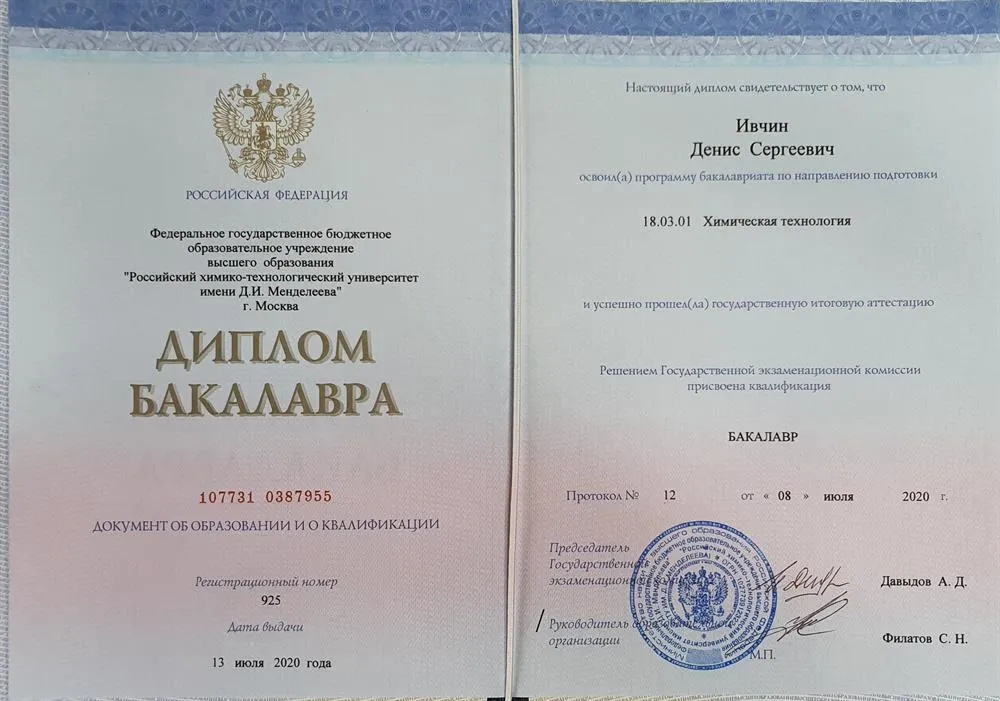 РОССИЙСКАЯ ФЕДЕРАЦИЯ
Федеральное государственное бюджетное
образовательное учреждение
высшего образования
"Российский химико-технологический университет
имени Д.И. Менделеева"
г. Москва
ДИПЛОМ
БАКАЛАВРА
107731 0387955
ДОКУМЕНТ ОБ ОБРАЗОВАНИИ И О КВАЛИФИКАЦИИ
Регистрационный номер
925
Дата выдачи
13 июля 2020 года
Настоящий диплом свидетельствует о том, что
Ивчин
Денис Сергеевич
освоил(а) программу бакалавриата по направлению подготовки
18.03.01 Химическая технология
и успешно прошел(ла) государственную итоговую аттестацию
Решением Государственной экзаменационной комиссии
присвоена квалификация
БАКАЛАВР
Протокол № 12 от « 08 » июля 2020 г.
Председатель
Государственной
экзаменационной комиссии
Давыдов А. Д.
Руководитель образовательной
организации
Филатов С. Н.
М.П.